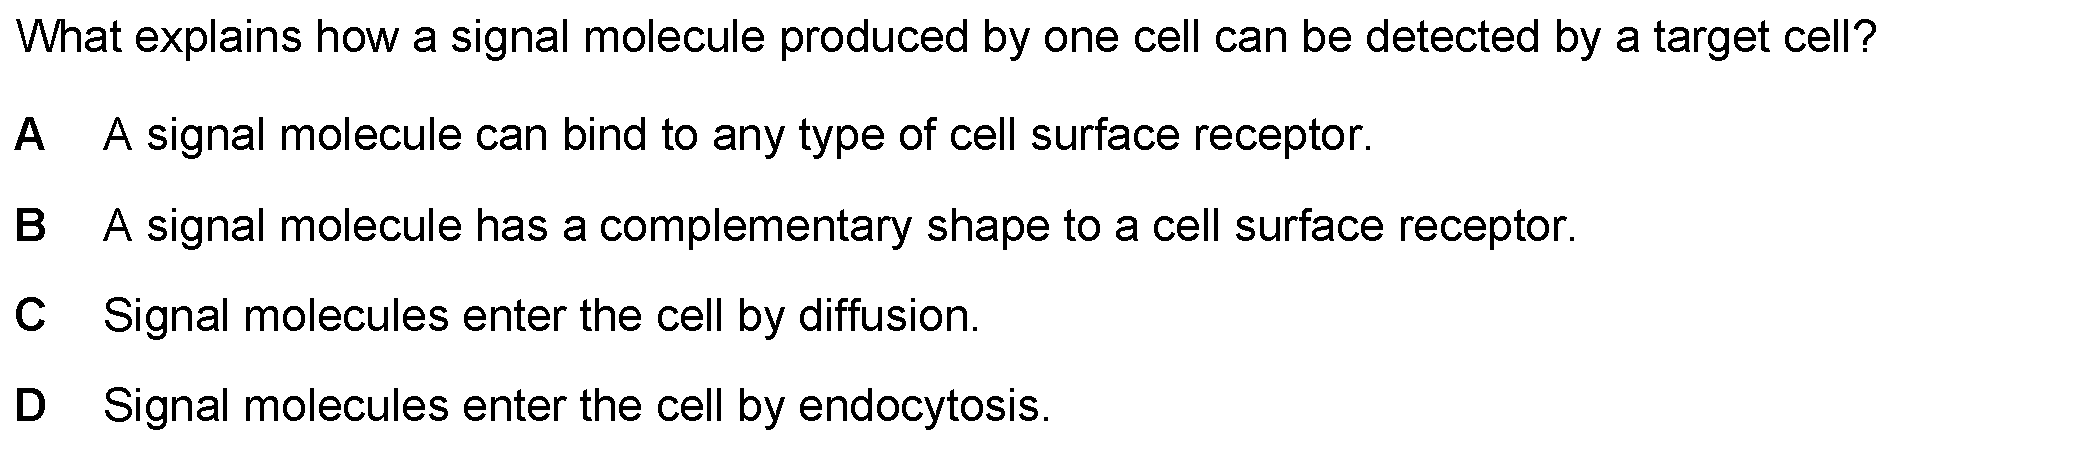 What explains how a signal molecule produced by one cell can be detected by a target cell?
A A signal molecule can bind to any type of cell surface receptor.
B A signal molecule has a complementary shape to a cell surface receptor.
C Signal molecules enter the cell by diffusion.
D Signal molecules enter the cell by endocytosis.